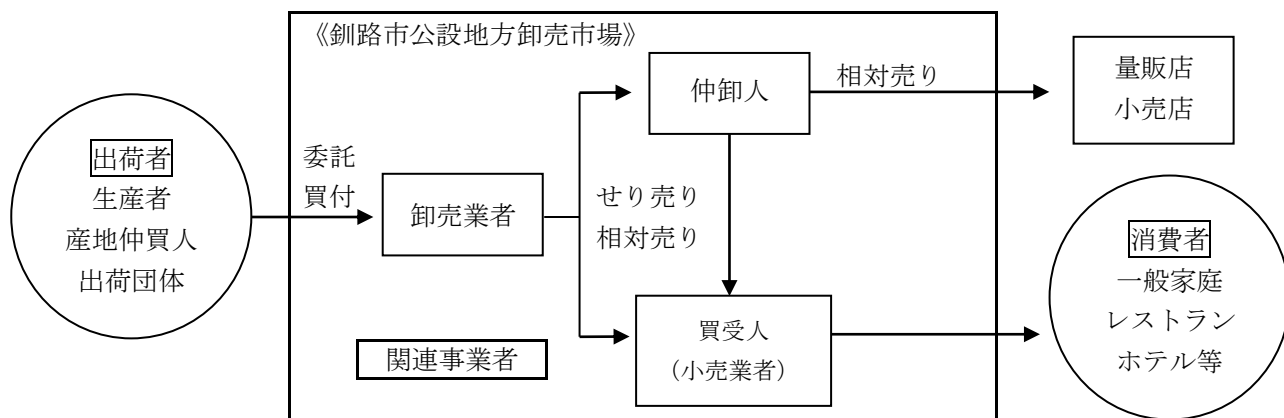 《釧路市公設地方卸売市場》
出荷者
生産者
産地仲買人
出荷団体
委託
買付
卸売業者
せり売り
相対売り
仲卸人
相対売り
量販店
小売店
買受人
（小売業者）
関連事業者
消費者
一般家庭
レストラン
ホテル等